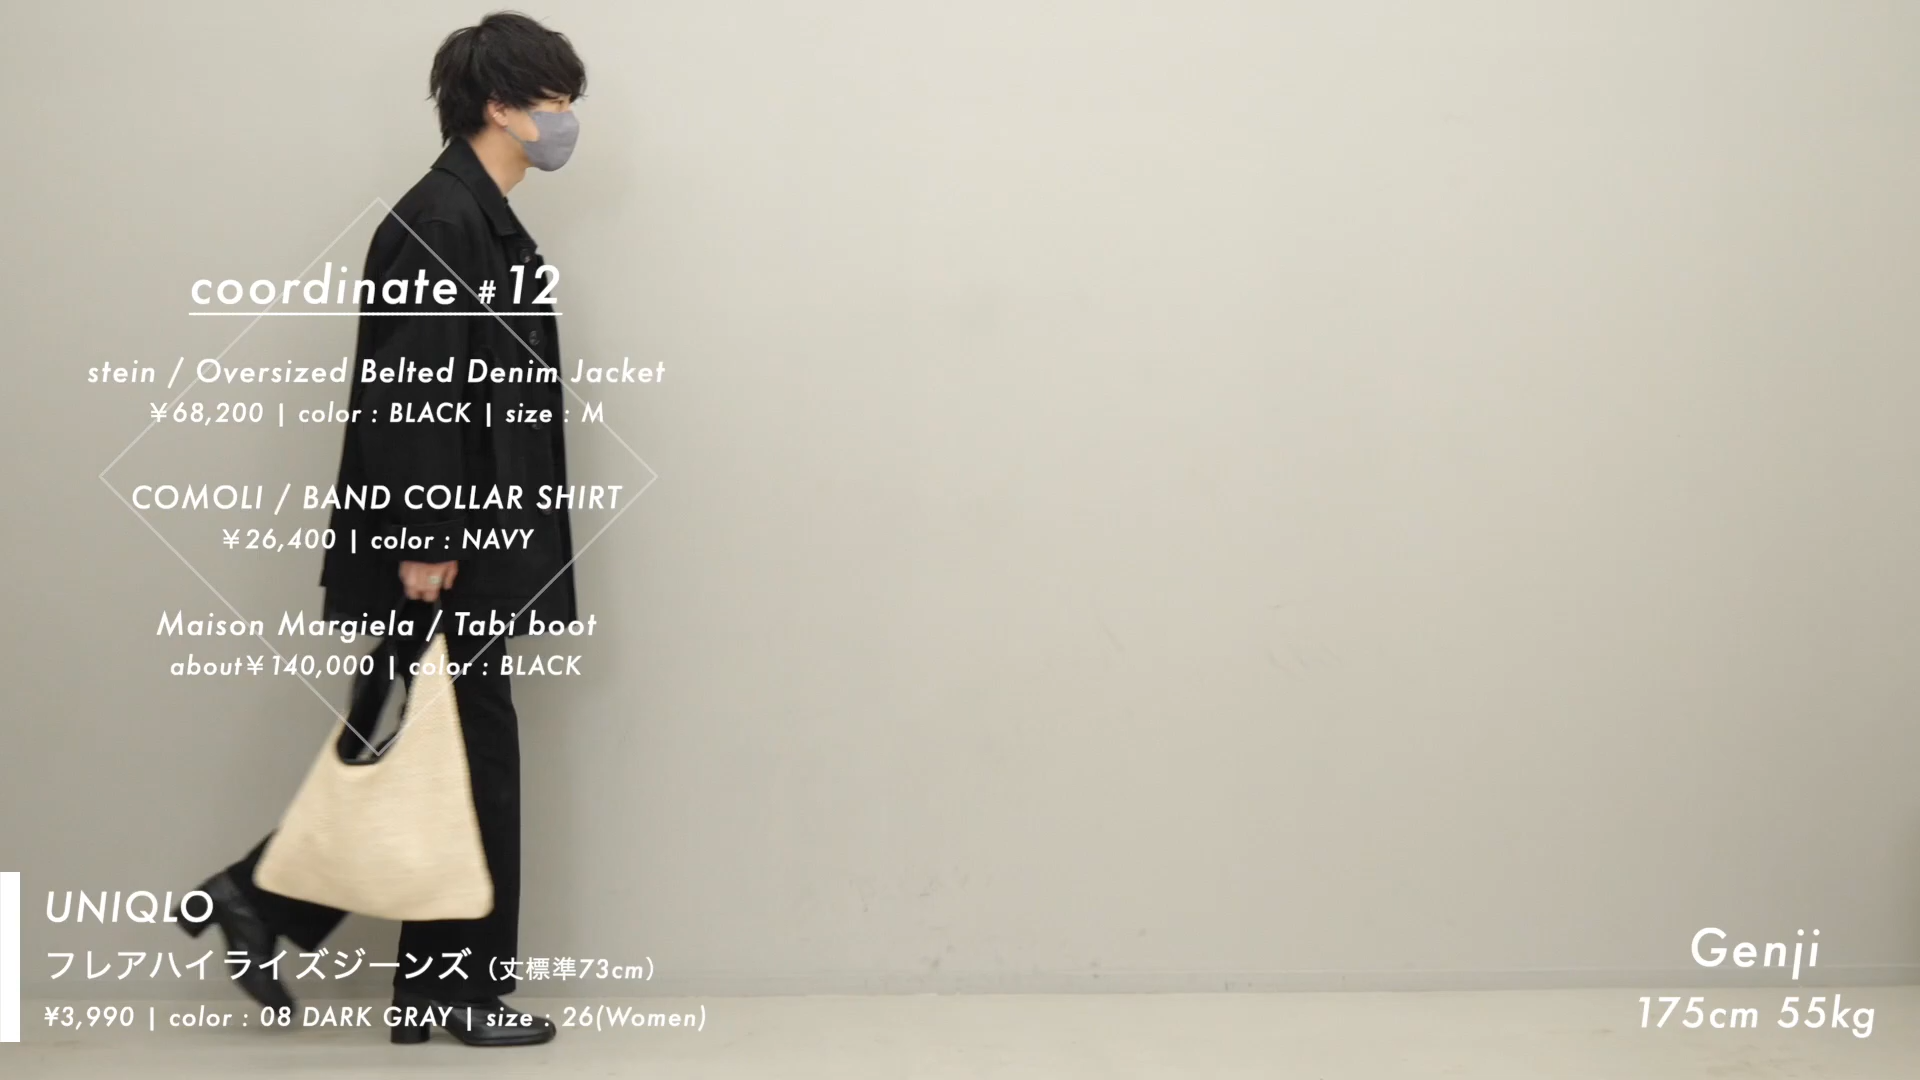 coordinate #12
stein / Oversized Belted Denim Jacket
¥68,200 | color : BLACK | size : M
COMOLI / BAND COLLAR SHIRT
¥26,400 | color : NAVY
Maison Margiela / Tabi boot
about¥140,000 | color : BLACK
UNIQLO
フレアハイライズジーンズ（丈標準73cm）
¥3,990 | color : 08 DARK GRAY | size : 26(Women)
Genji
175cm 55kg